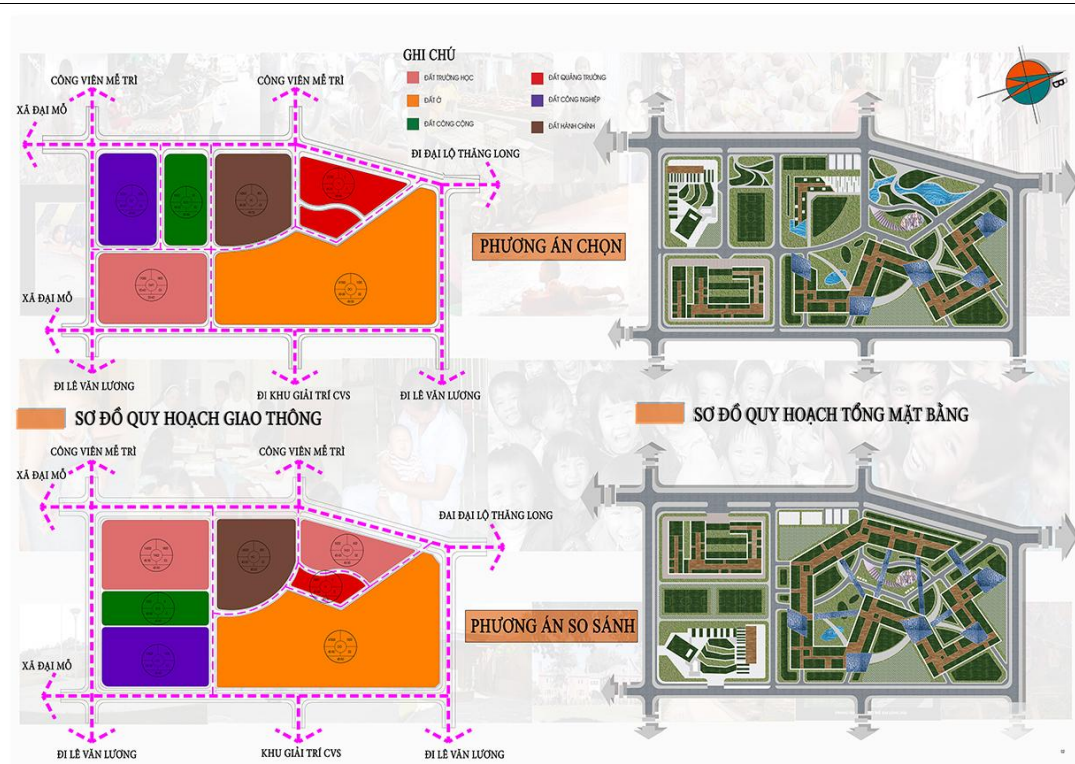 GHI CHÚ
ĐẤT TRƯỜNG HỌC
ĐẤT QUẢNG TRƯỜNG
ĐẤT Ở
ĐẤT CÔNG NGHỆP
ĐẤT CÔNG CỘNG
ĐẤT HÀNH CHÍNH
B
CÔNG VIÊN MỄ TRÌ
CÔNG VIÊN MỄ TRÌ
XÃ ĐẠI MỖ
ĐI ĐẠI LỘ THĂNG LONG
PHƯƠNG ÁN CHỌN
XÃ ĐẠI MỖ
ĐI LÊ VĂN LƯƠNG
ĐI KHU GIẢI TRÍ CVS
ĐI LÊ VĂN LƯƠNG
SƠ ĐỒ QUY HOẠCH GIAO THÔNG
SƠ ĐỒ QUY HOẠCH TỔNG MẶT BẰNG
CÔNG VIÊN MỄ TRÌ
CÔNG VIÊN MỄ TRÌ
XÃ ĐẠI MỖ
ĐAI ĐẠI LỘ THĂNG LONG
PHƯƠNG ÁN SO SÁNH
XÃ ĐẠI MỖ
ĐI LÊ VĂN LƯƠNG
KHU GIẢI TRÍ CVS
ĐI LÊ VĂN LƯƠNG